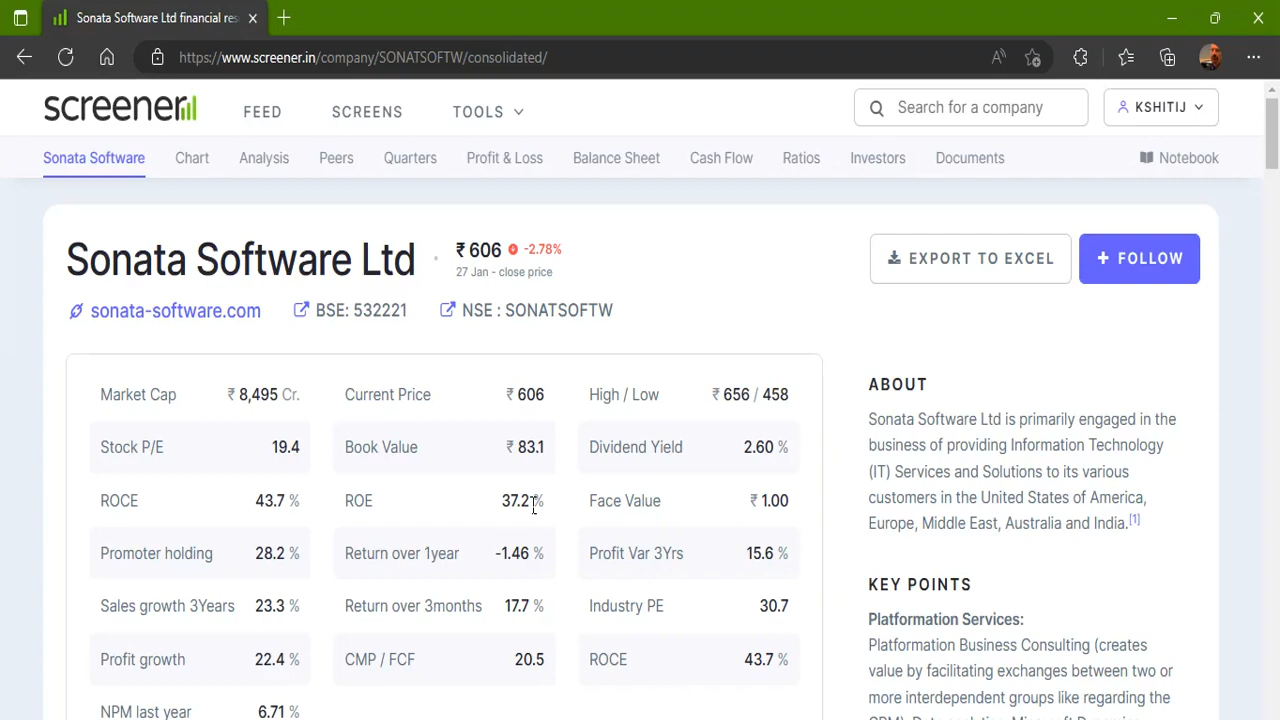 Sonata Software Ltd financial res
https://www.screener.in/company/SONATSOFTW/consolidated/
screener
FEED
SCREENS
TOOLS
Search for a company
KSHITIJ
Sonata Software
Chart
Analysis
Peers
Quarters
Profit & Loss
Balance Sheet
Cash Flow
Ratios
Investors
Documents
Notebook
Sonata Software Ltd
₹ 606
-2.78%
27 Jan - close price
EXPORT TO EXCEL
+ FOLLOW
sonata-software.com
BSE: 532221
NSE : SONATSOFTW
Market Cap ₹ 8,495 Cr.
Current Price ₹ 606
High / Low ₹ 656 / 458
Stock P/E 19.4
Book Value ₹ 83.1
Dividend Yield 2.60 %
ROCE 43.7 %
ROE 37.2 %
Face Value ₹ 1.00
Promoter holding 28.2 %
Return over 1year -1.46 %
Profit Var 3Yrs 15.6 %
Sales growth 3Years 23.3 %
Return over 3months 17.7 %
Industry PE 30.7
Profit growth 22.4 %
CMP / FCF 20.5
ROCE 43.7 %
NPM last year 6.71 %
ABOUT
Sonata Software Ltd is primarily engaged in the
business of providing Information Technology
(IT) Services and Solutions to its various
customers in the United States of America,
Europe, Middle East, Australia and India.[1]
KEY POINTS
Platformation Services:
Platformation Business Consulting (creates
value by facilitating exchanges between two or
more interdependent groups like regarding the